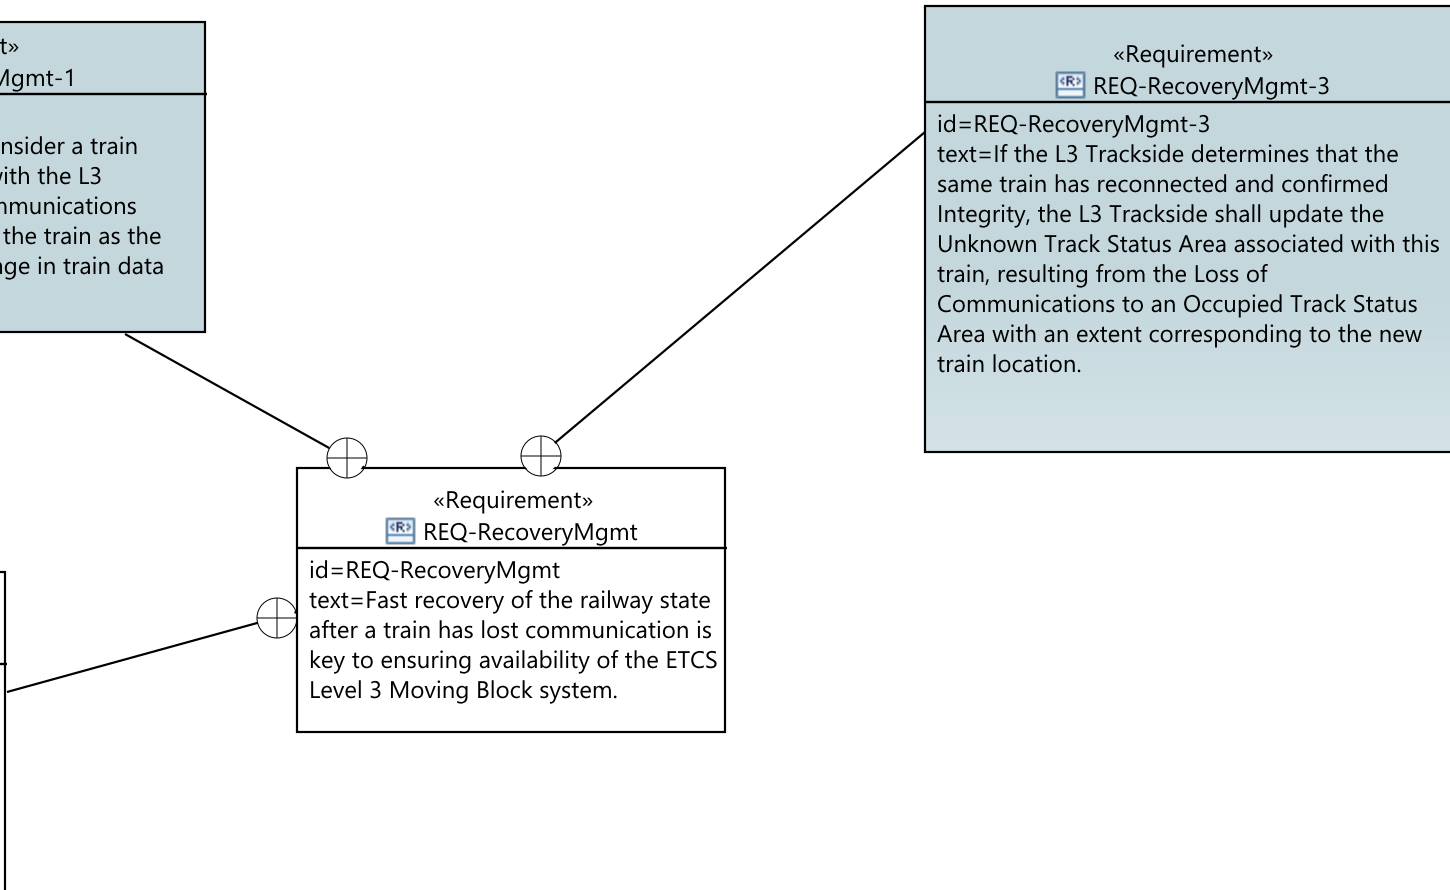 t»
Mgmt-1
nsider a train
with the L3
mmunications
the train as the
ge in train data
«Requirement»
<R> REQ-RecoveryMgmt-3
id=REQ-RecoveryMgmt-3
text=If the L3 Trackside determines that the
same train has reconnected and confirmed
Integrity, the L3 Trackside shall update the
Unknown Track Status Area associated with this
train, resulting from the Loss of
Communications to an Occupied Track Status
Area with an extent corresponding to the new
train location.
«Requirement»
<R> REQ-RecoveryMgmt
id=REQ-RecoveryMgmt
text=Fast recovery of the railway state
after a train has lost communication is
key to ensuring availability of the ETCS
Level 3 Moving Block system.